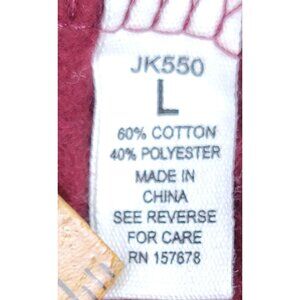 JK550
L
60% COTTON
40% POLYESTER
MADE IN
CHINA
SEE REVERSE
FOR CARE
RN 157678